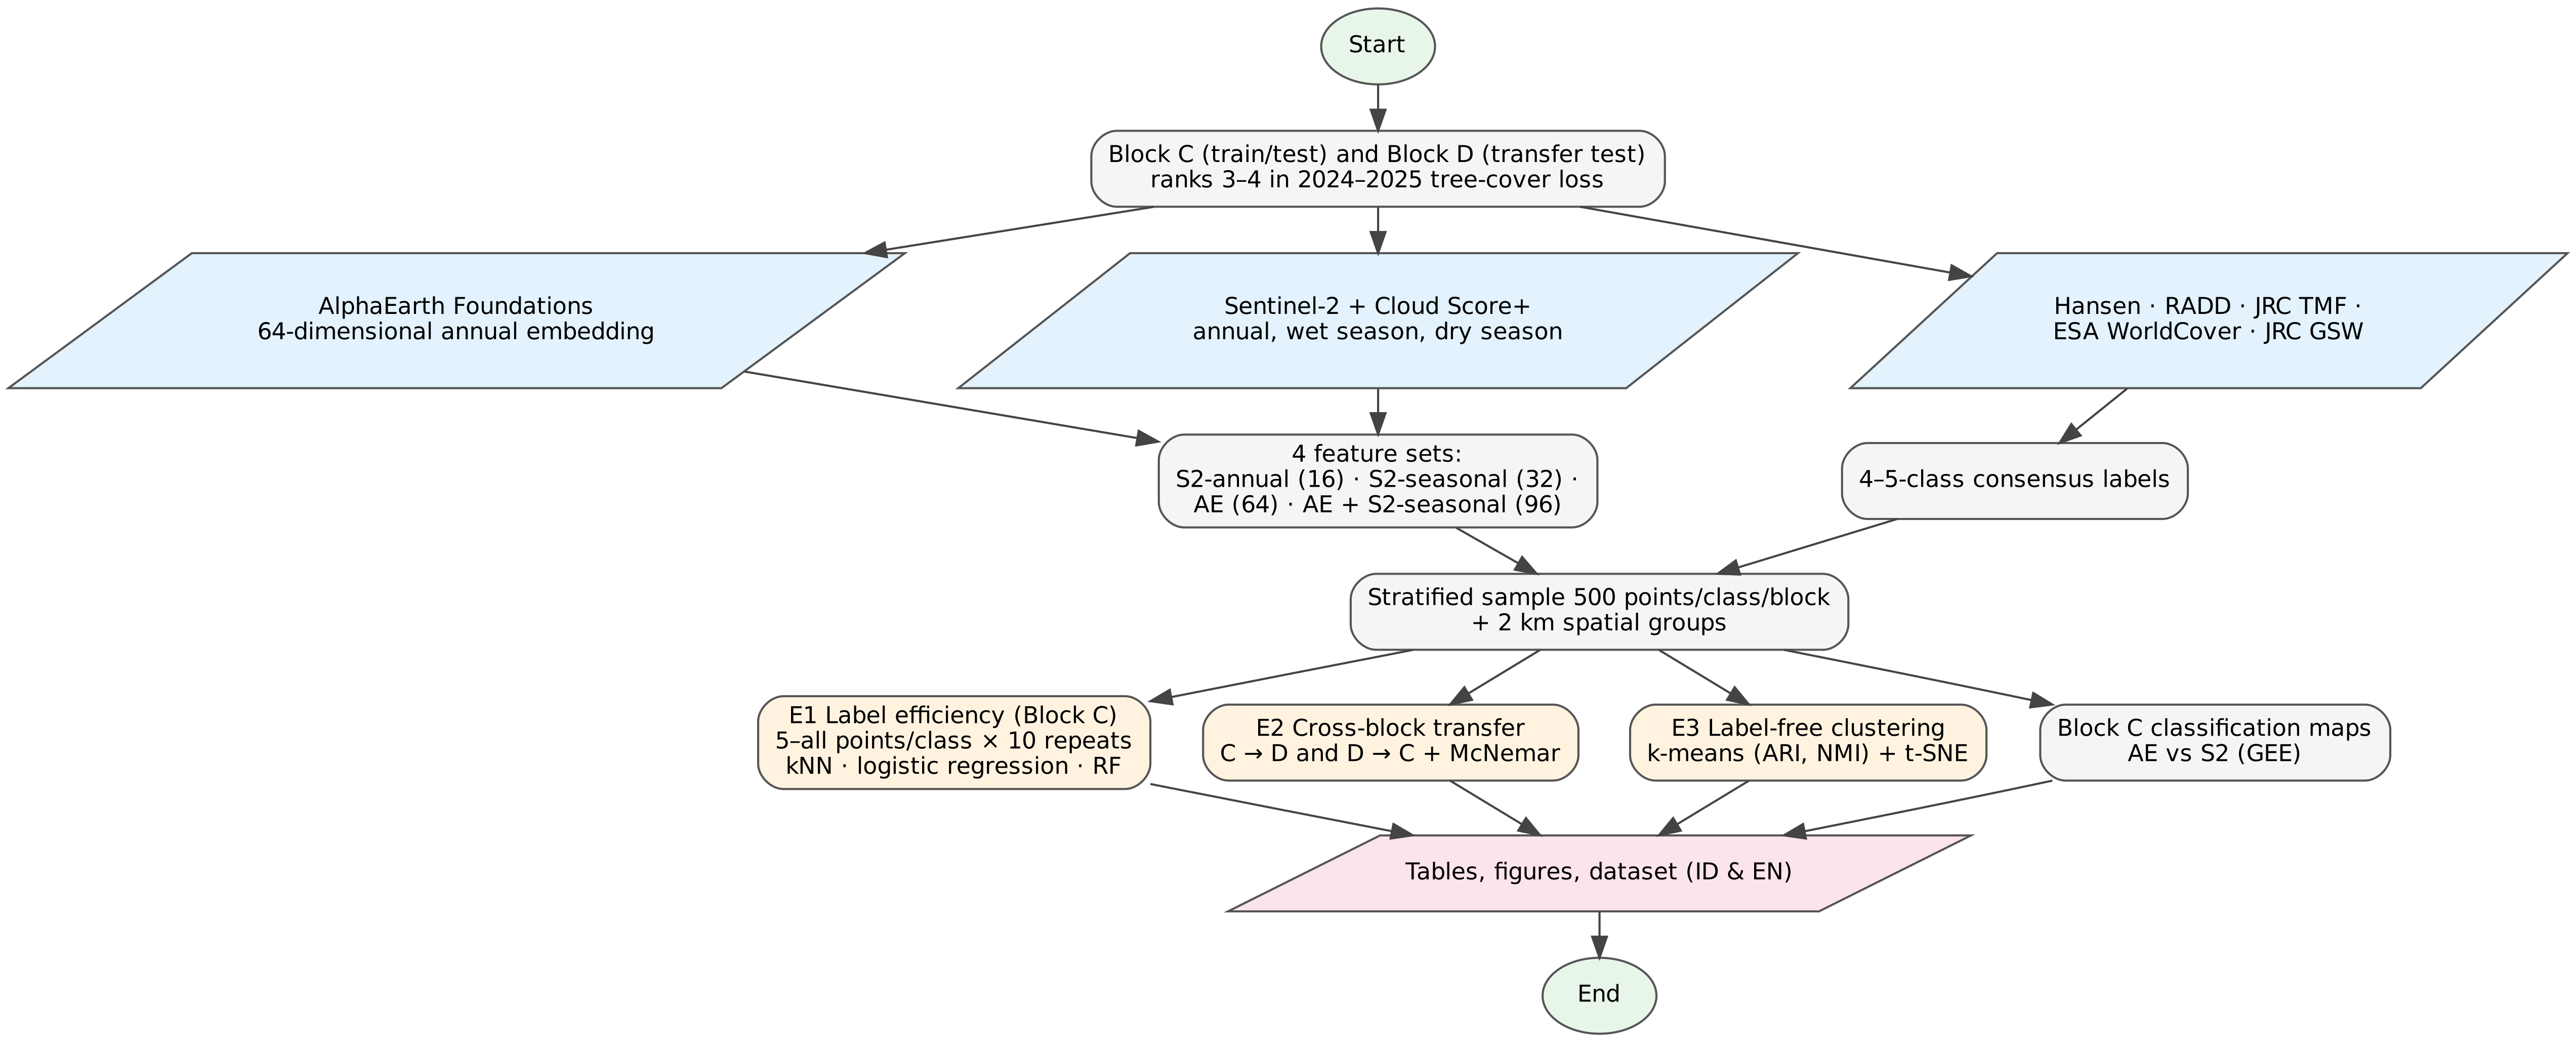 Start
Block C (train/test) and Block D (transfer test)
ranks 3–4 in 2024–2025 tree-cover loss
AlphaEarth Foundations
64-dimensional annual embedding
Sentinel-2 + Cloud Score+
annual, wet season, dry season
Hansen · RADD · JRC TMF ·
ESA WorldCover · JRC GSW
4 feature sets:
S2-annual (16) · S2-seasonal (32) ·
AE (64) · AE + S2-seasonal (96)
4–5-class consensus labels
Stratified sample 500 points/class/block
+ 2 km spatial groups
E1 Label efficiency (Block C)
5–all points/class × 10 repeats
kNN · logistic regression · RF
E2 Cross-block transfer
C → D and D → C + McNemar
E3 Label-free clustering
k-means (ARI, NMI) + t-SNE
Block C classification maps
AE vs S2 (GEE)
Tables, figures, dataset (ID & EN)
End